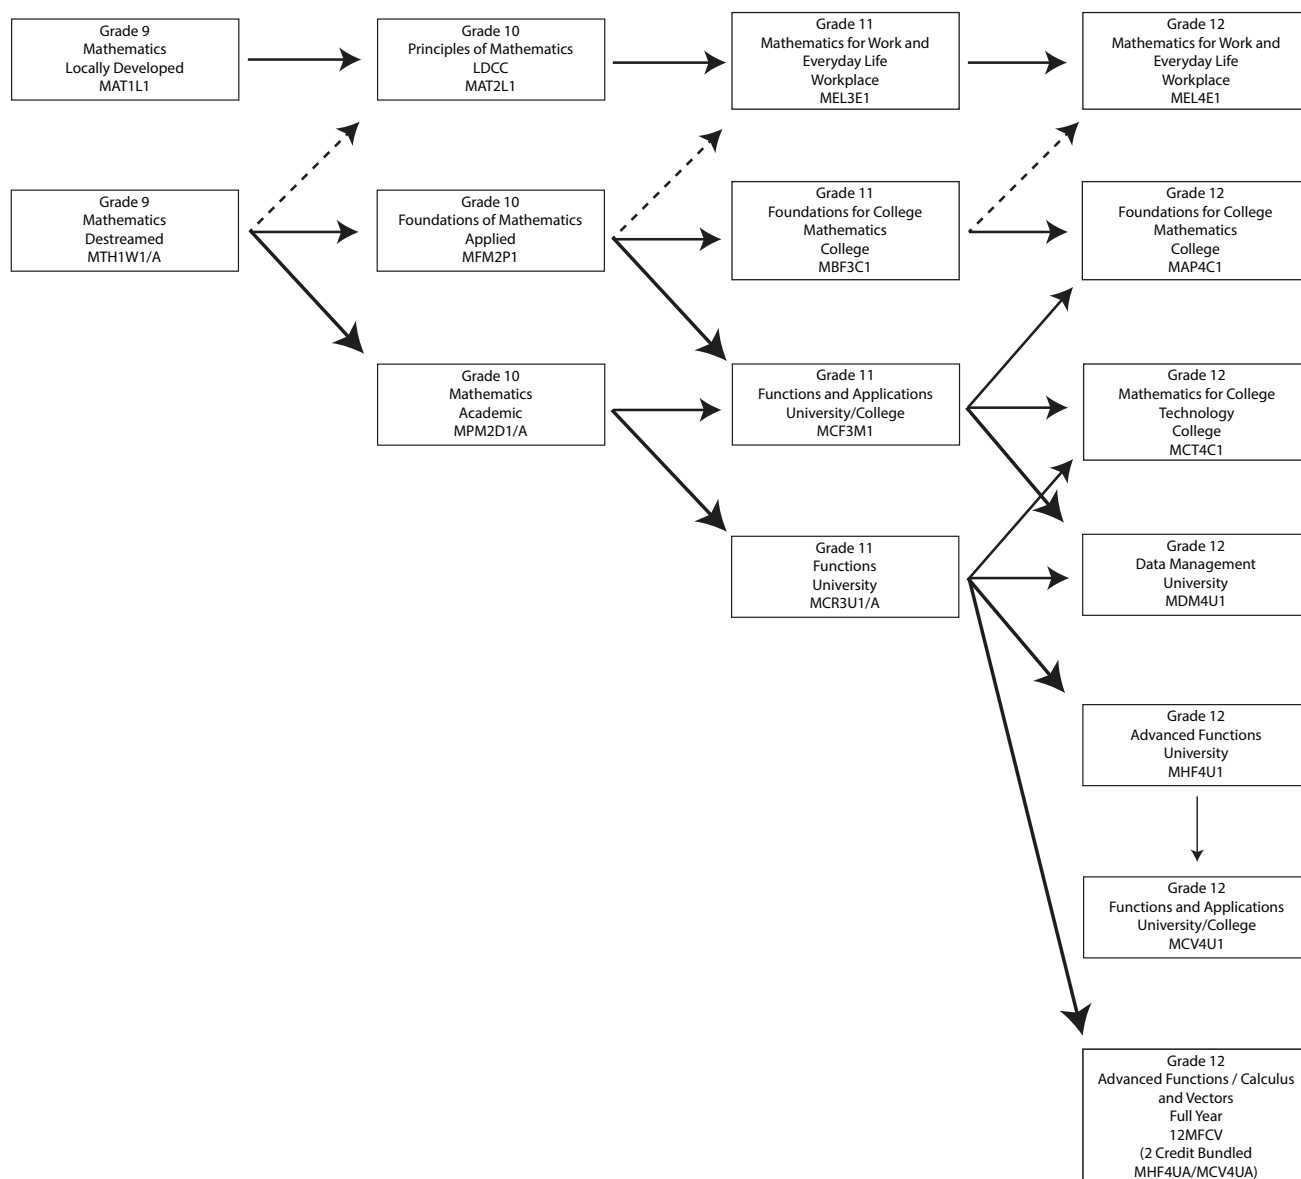 Grade 9
Mathematics
Locally Developed
MAT1L1
Grade 10
Principles of Mathematics
LDCC
MAT2L1
Grade 11
Mathematics for Work and
Everyday Life
Workplace
MEL3E1
Grade 12
Mathematics for Work and
Everyday Life
Workplace
MEL4E1
Grade 9
Mathematics
Destreamed
MTH1W1/A
Grade 10
Foundations of Mathematics
Applied
MFM2P1
Grade 11
Foundations for College
Mathematics
College
MBF3C1
Grade 12
Foundations for College
Mathematics
College
MAP4C1
Grade 10
Mathematics
Academic
MPM2D1/A
Grade 11
Functions and Applications
University/College
MCF3M1
Grade 12
Mathematics for College
Technology
College
MCT4C1
Grade 11
Functions
University
MCR3U1/A
Grade 12
Data Management
University
MDM4U1
Grade 12
Advanced Functions
University
MHF4U1
Grade 12
Functions and Applications
University/College
MCV4U1
Grade 12
Advanced Functions / Calculus
and Vectors
Full Year
12MFCV
(2 Credit Bundled
MHF4UA/MCV4UA)